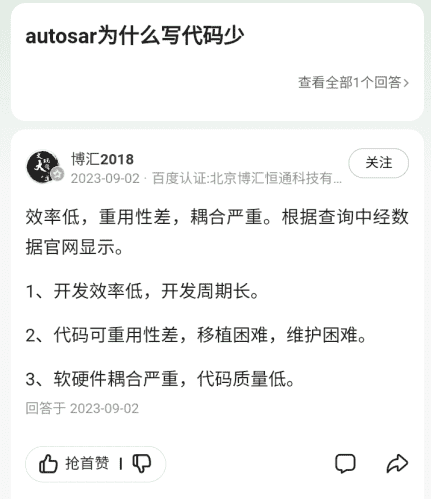 autosar为什么写代码少
查看全部1个回答
博汇2018
关注
2023-09-02 · 百度认证:北京博汇恒通科技有...
效率低，重用性差，耦合严重。根据查询中经数
据官网显示。
1、开发效率低，开发周期长。
2、代码可重用性差，移植困难，维护困难。
3、软硬件耦合严重，代码质量低。
回答于 2023-09-02
抢首赞